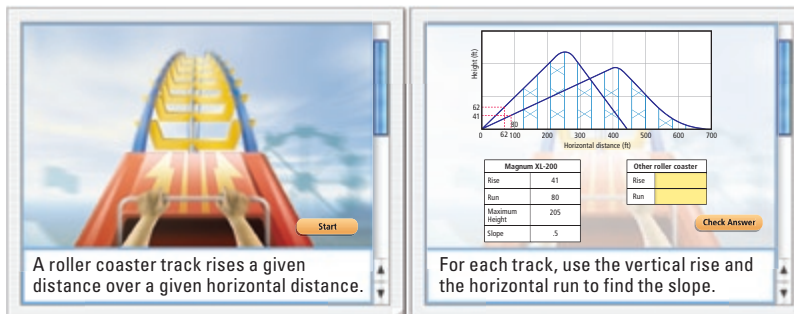 Start
A roller coaster track rises a given
distance over a given horizontal distance.
Height (ft)
62
41
80
0 62 100 200 300 400 500 600 700
Horizontal distance (ft)
Magnum XL-200
Rise 41
Run 80
Maximum
Height 205
Slope .5
Other roller coaster
Rise
Run
Check Answer
For each track, use the vertical rise and
the horizontal run to find the slope.